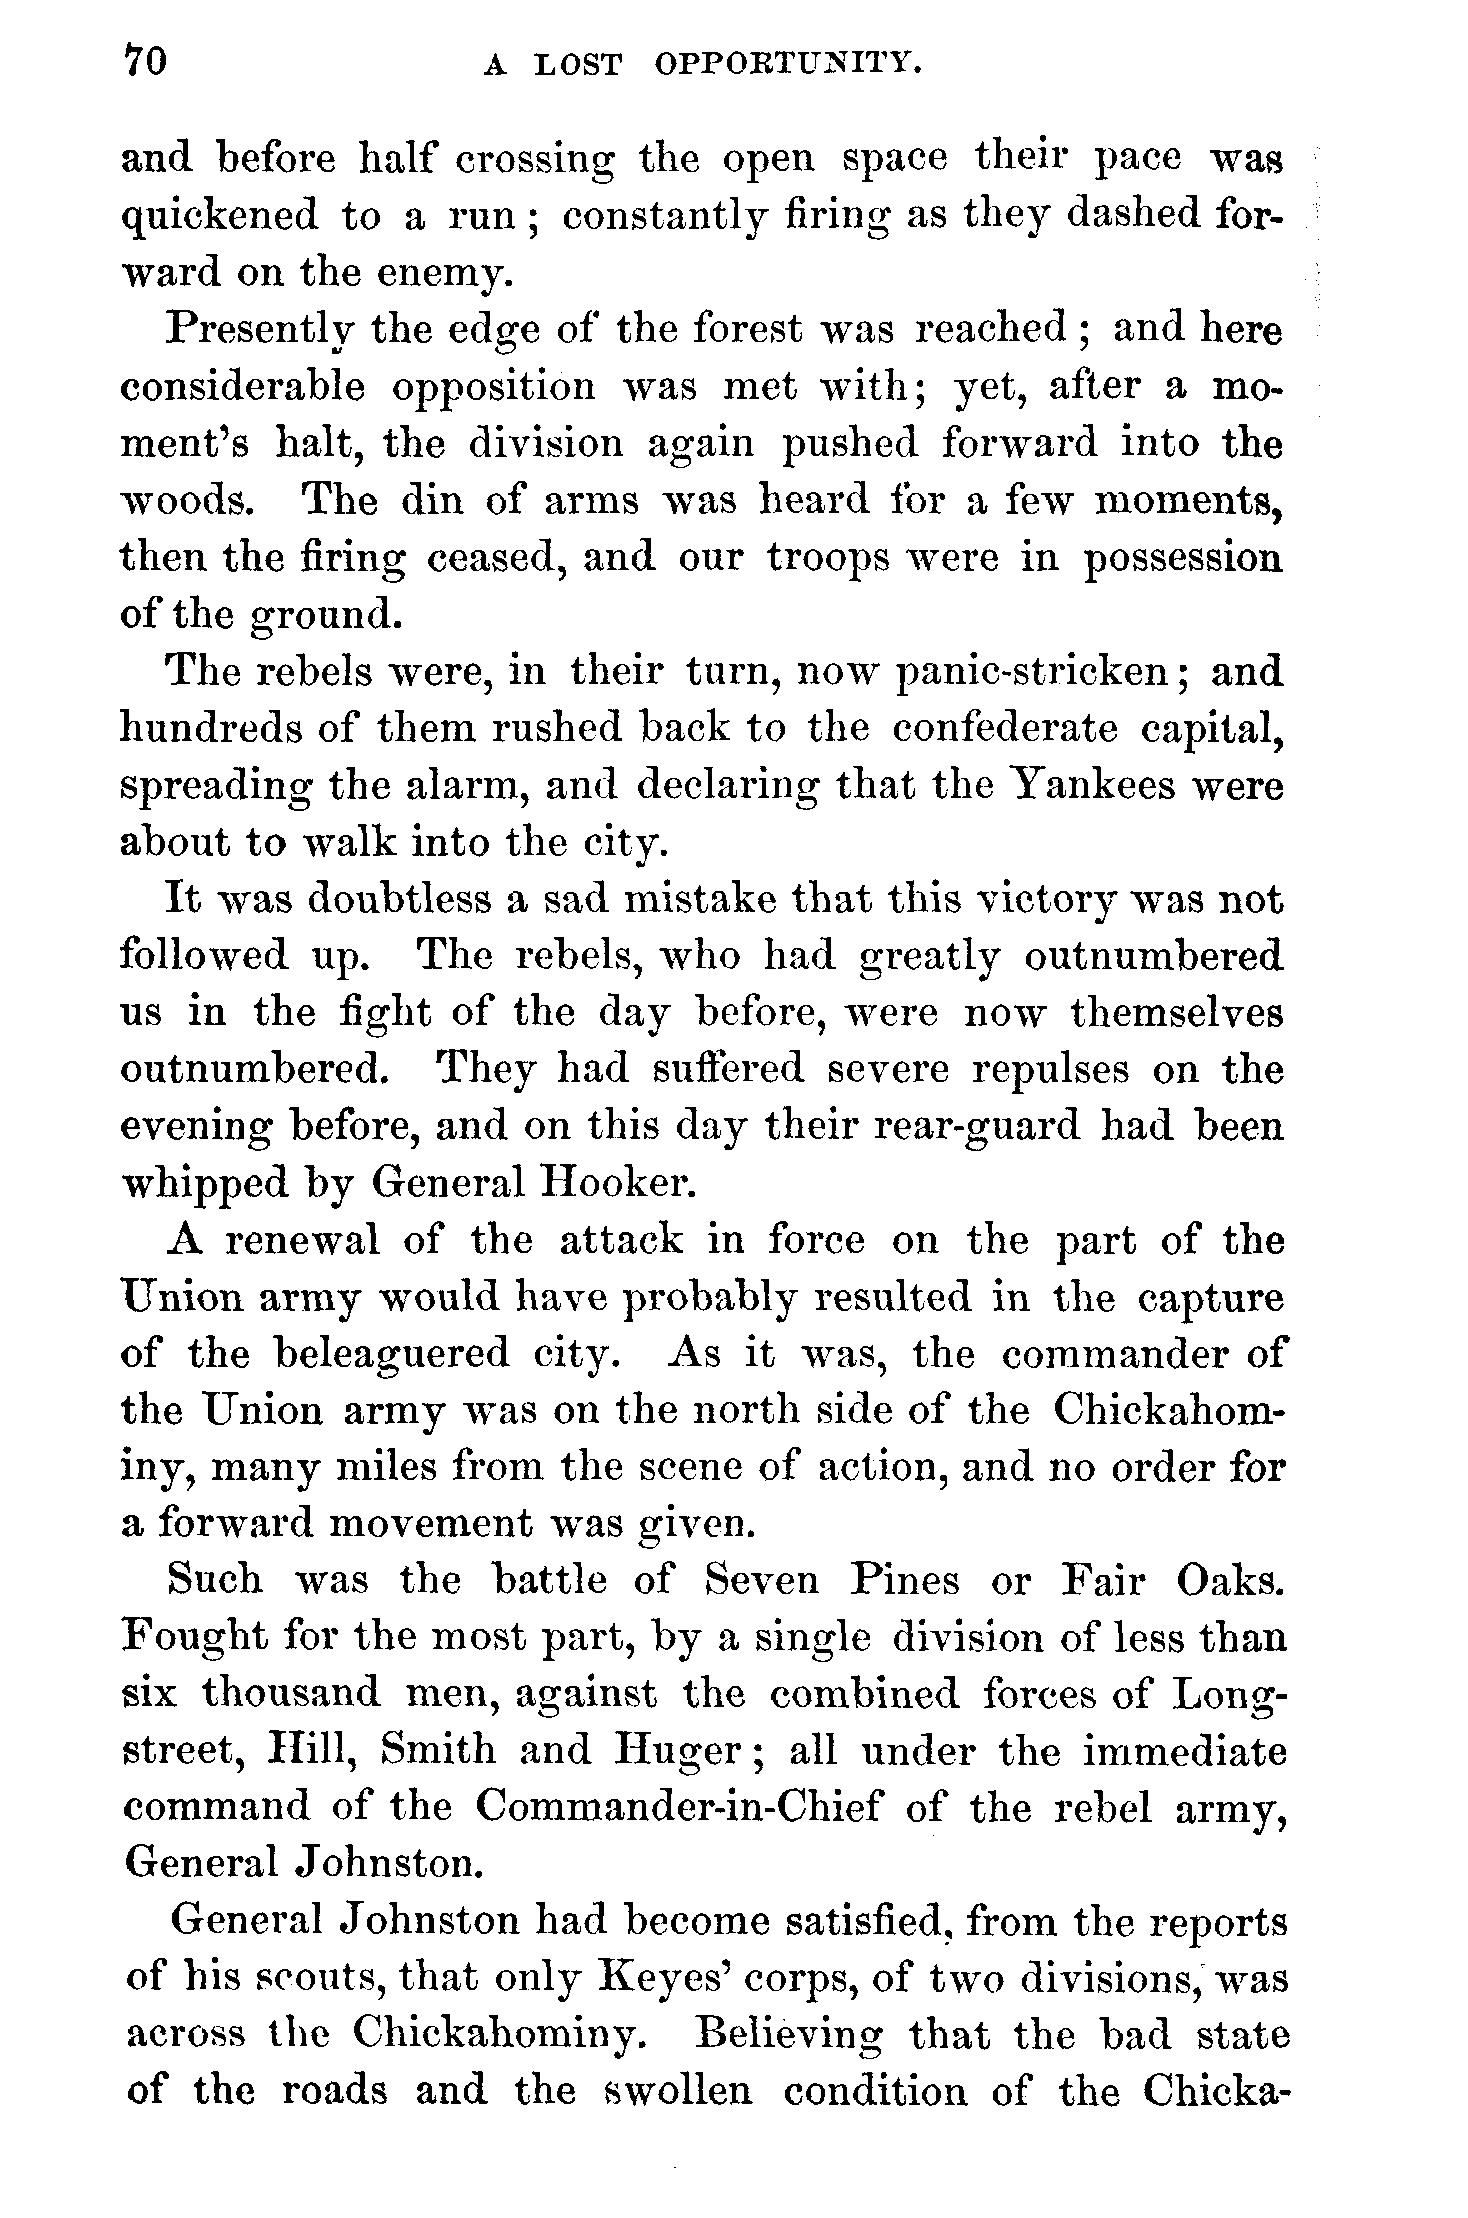 70 A LOST OPPORTUNITY.
and before half crossing the open space their pace was
quickened to a run ; constantly firing as they dashed for-
ward on the enemy.
Presently the edge of the forest was reached ; and here
considerable opposition was met with; yet, after a mo-
ment's halt, the division again pushed forward into the
woods. The din of arms was heard for a few moments,
then the firing ceased, and our troops were in possession
of the ground.
The rebels were, in their turn, now panic-stricken ; and
hundreds of them rushed back to the confederate capital,
spreading the alarm, and declaring that the Yankees were
about to walk into the city.
It was doubtless a sad mistake that this victory was not
followed up. The rebels, who had greatly outnumbered
us in the fight of the day before, were now themselves
outnumbered. They had suffered severe repulses on the
evening before, and on this day their rear-guard had been
whipped by General Hooker.
A renewal of the attack in force on the part of the
Union army would have probably resulted in the capture
of the beleaguered city. As it was, the commander of
the Union army was on the north side of the Chickahom-
iny, many miles from the scene of action, and no order for
a forward movement was given.
Such was the battle of Seven Pines or Fair Oaks.
Fought for the most part, by a single division of less than
six thousand men, against the combined forces of Long-
street, Hill, Smith and Huger ; all under the immediate
command of the Commander-in-Chief of the rebel army,
General Johnston.
General Johnston had become satisfied, from the reports
of his scouts, that only Keyes' corps, of two divisions, was
across the Chickahominy. Believing that the bad state
of the roads and the swollen condition of the Chicka-